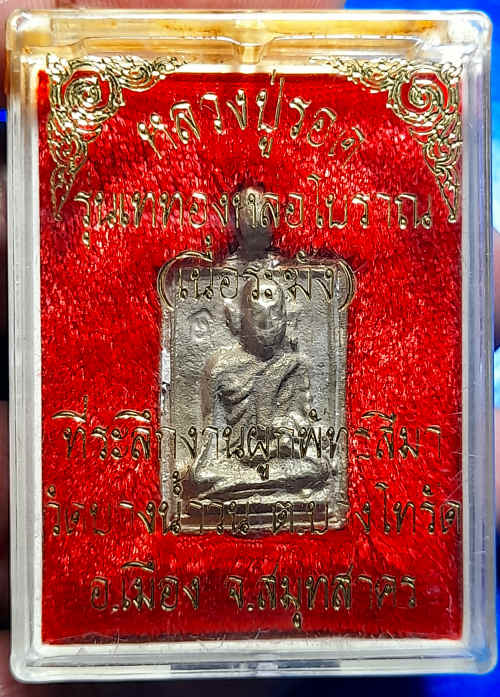 หลวงปู่รอด
รุ่นเททองหล่อโบราณ
(เนื้อระฆัง)
ที่ระลึกงานผูกพัทธสีมา
วัดบางน้ำวน ต.บางโทรัด
อ.เมือง จ.สมุทสาคร